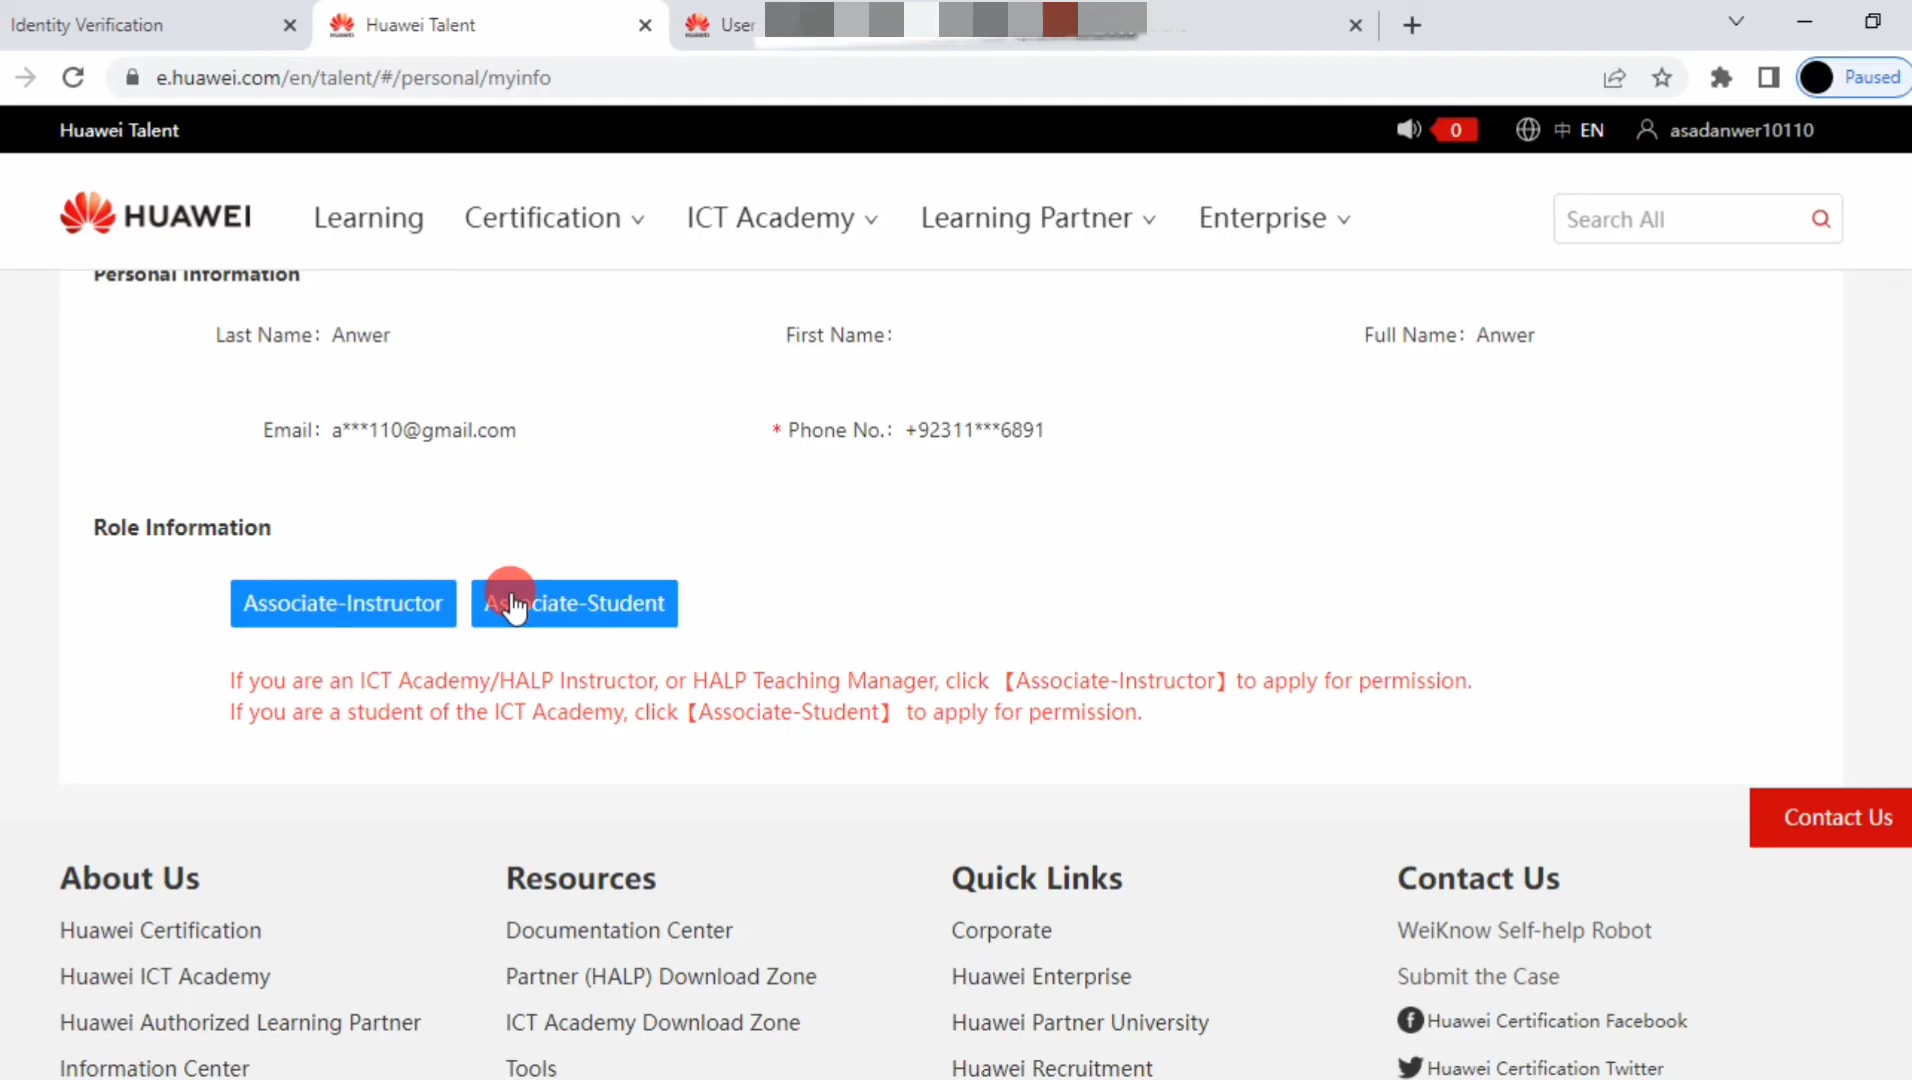 Identity Verification
Huawei Talent
User
e.huawei.com/en/talent/#/personal/myinfo
Paused
Huawei Talent
0
中 EN
asadanwer10110
HUAWEI
Learning
Certification
ICT Academy
Learning Partner
Enterprise
Search All
Personal Information
Last Name: Anwer
First Name:
Full Name: Anwer
Email: a***110@gmail.com
* Phone No.: +92311***6891
Role Information
Associate-Instructor
Associate-Student
If you are an ICT Academy/HALP Instructor, or HALP Teaching Manager, click 【Associate-Instructor】 to apply for permission.
If you are a student of the ICT Academy, click【Associate-Student】 to apply for permission.
Contact Us
About Us
Huawei Certification
Huawei ICT Academy
Huawei Authorized Learning Partner
Information Center
Resources
Documentation Center
Partner (HALP) Download Zone
ICT Academy Download Zone
Tools
Quick Links
Corporate
Huawei Enterprise
Huawei Partner University
Huawei Recruitment
Contact Us
WeiKnow Self-help Robot
Submit the Case
Huawei Certification Facebook
Huawei Certification Twitter